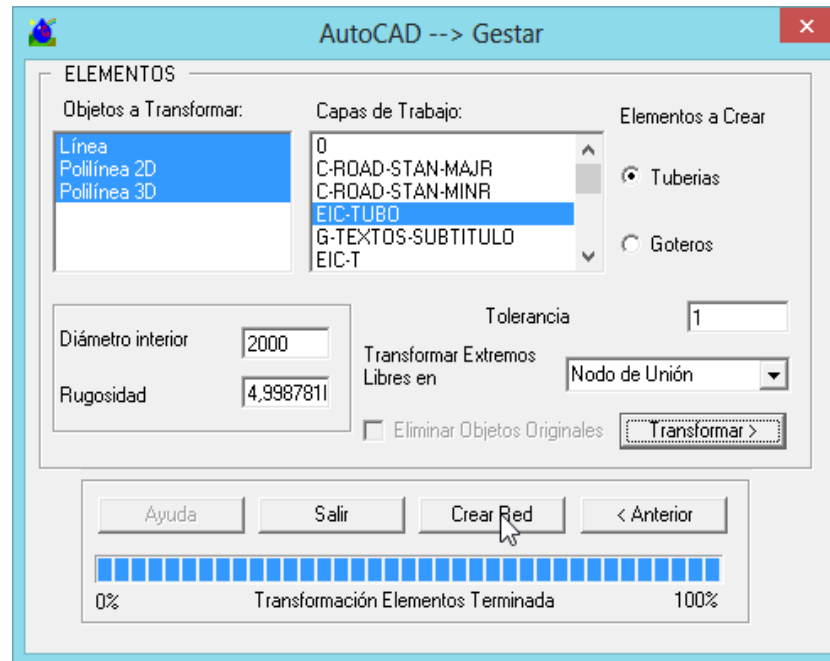 AutoCAD --> Gestar
ELEMENTOS
Objetos a Transformar:
Línea
Polilínea 2D
Polilínea 3D
Capas de Trabajo:
0
C-ROAD-STAN-MAJR
C-ROAD-STAN-MINR
EIC-TUBO
G-TEXTOS-SUBTITULO
EIC-T
Elementos a Crear
Tuberias
Goteros
Diámetro interior
2000
Rugosidad
Tolerancia
1
Transformar Extremos
Libres en
Nodo de Unión
Eliminar Objetos Originales
Transformar >
Ayuda
Salir
Crear Red
< Anterior
0%
Transformación Elementos Terminada
100%